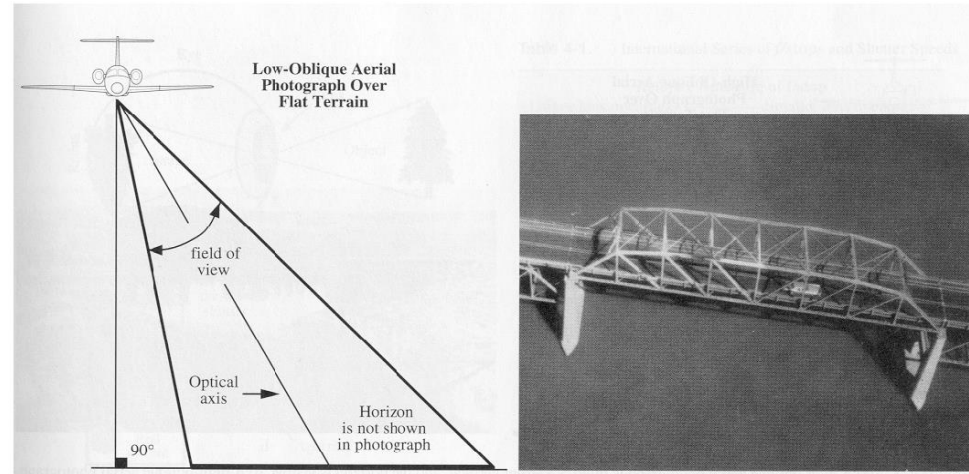 Low-Oblique Aerial
Photograph Over
Flat Terrain
field of
view
Optical
axis
Horizon
is not shown
in photograph
90°